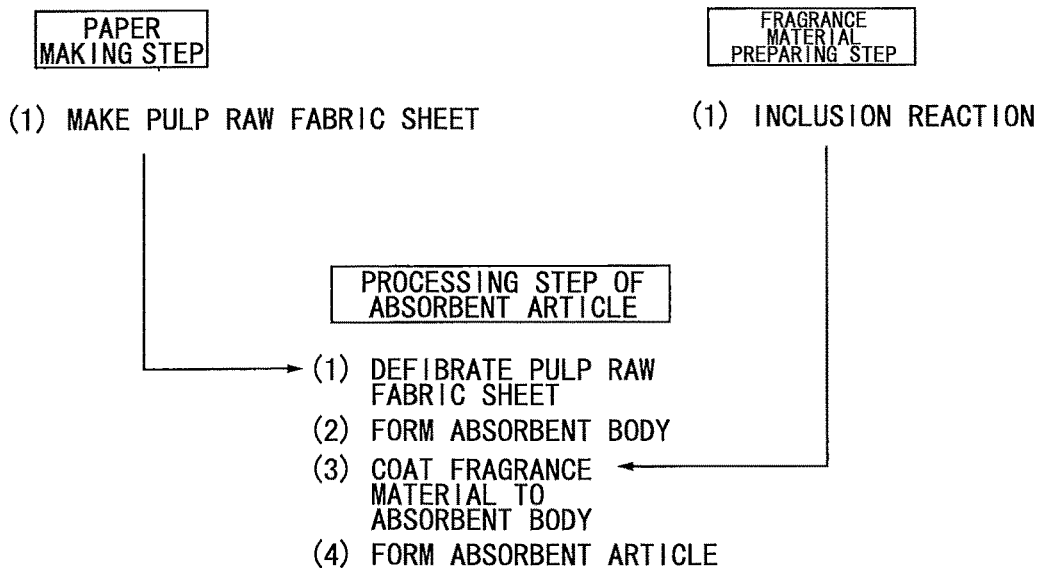 PAPER
MAKING STEP
FRAGRANCE
MATERIAL
PREPARING STEP
(1) MAKE PULP RAW FABRIC SHEET
(1) INCLUSION REACTION
PROCESSING STEP OF
ABSORBENT ARTICLE
(1) DEFIBRATE PULP RAW
FABRIC SHEET
(2) FORM ABSORBENT BODY
(3) COAT FRAGRANCE
MATERIAL TO
ABSORBENT BODY
(4) FORM ABSORBENT ARTICLE